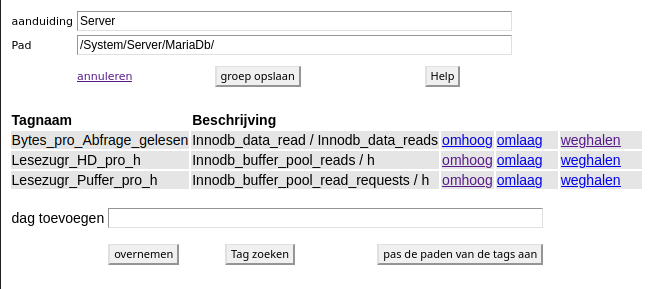 aanduiding Server
Pad /System/Server/MariaDb/
annuleren groep opslaan Help
Tagnaam Beschrijving
Bytes_pro_Abfrage_gelesen Innodb_data_read / Innodb_data_reads omhoog omlaag weghalen
Lesezugr_HD_pro_h Innodb_buffer_pool_reads / h omhoog omlaag weghalen
Lesezugr_Puffer_pro_h Innodb_buffer_pool_read_requests / h omhoog omlaag weghalen
dag toevoegen
overnemen Tag zoeken pas de paden van de tags aan